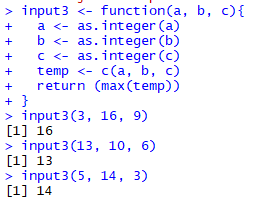 > input3 <- function(a, b, c){
+   a <- as.integer(a)
+   b <- as.integer(b)
+   c <- as.integer(c)
+   temp <- c(a, b, c)
+   return (max(temp))
+ }
> input3(3, 16, 9)
[1] 16
> input3(13, 10, 6)
[1] 13
> input3(5, 14, 3)
[1] 14